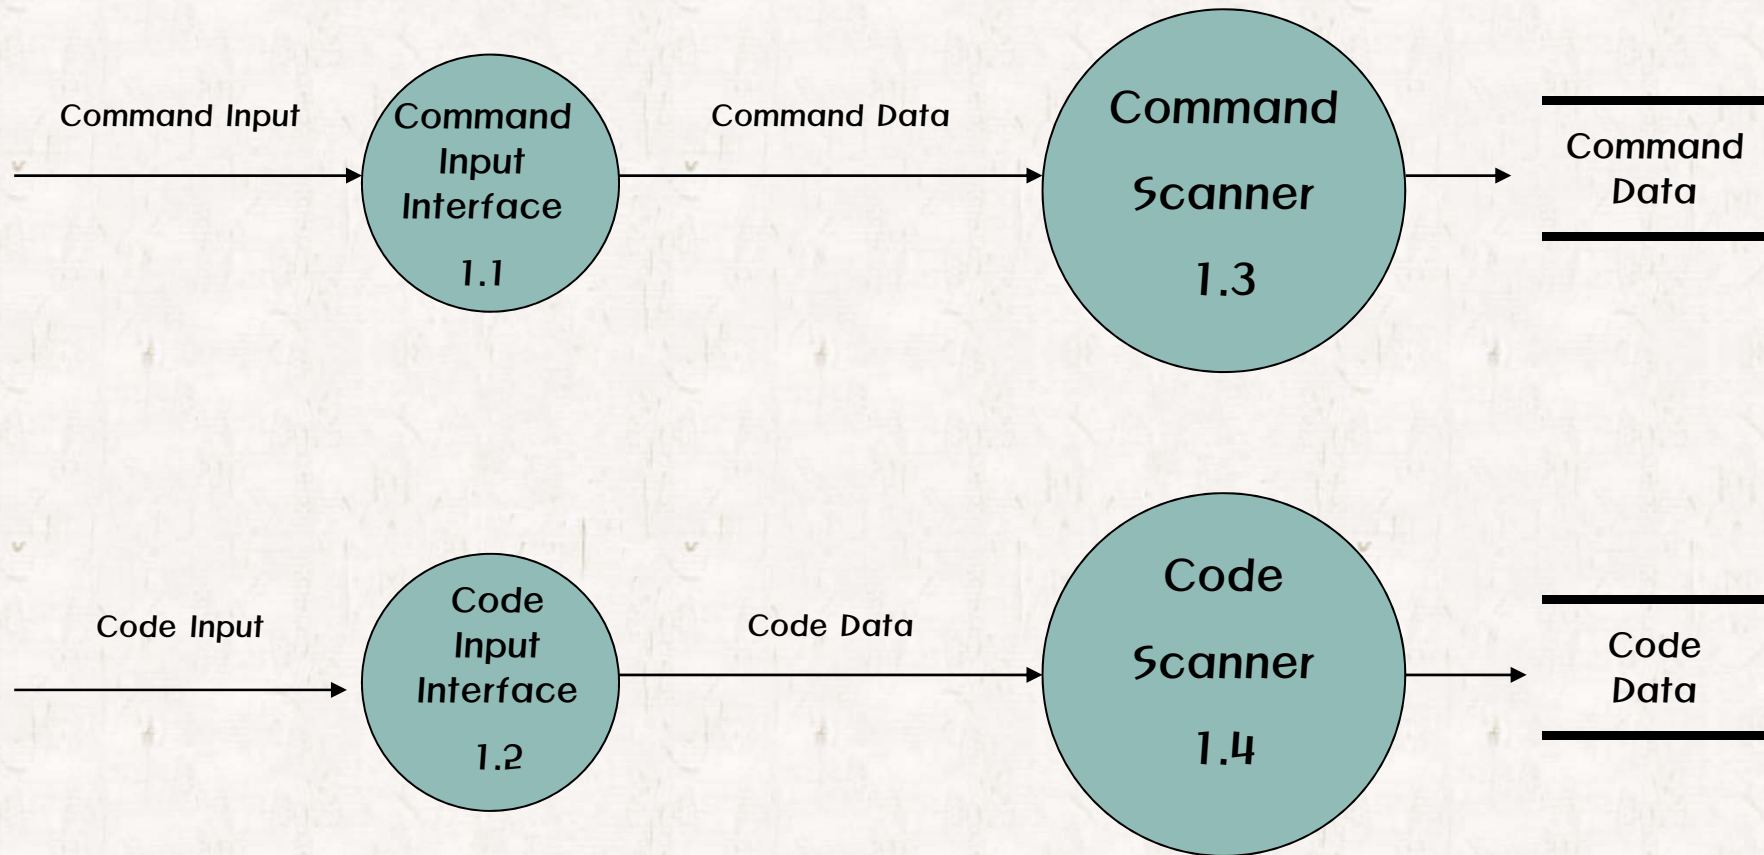 Command Input
Command
Input
Interface
1.1
Command Data
Command
Scanner
1.3
Command
Data
Code Input
Code
Input
Interface
1.2
Code Data
Code
Scanner
1.4
Code
Data